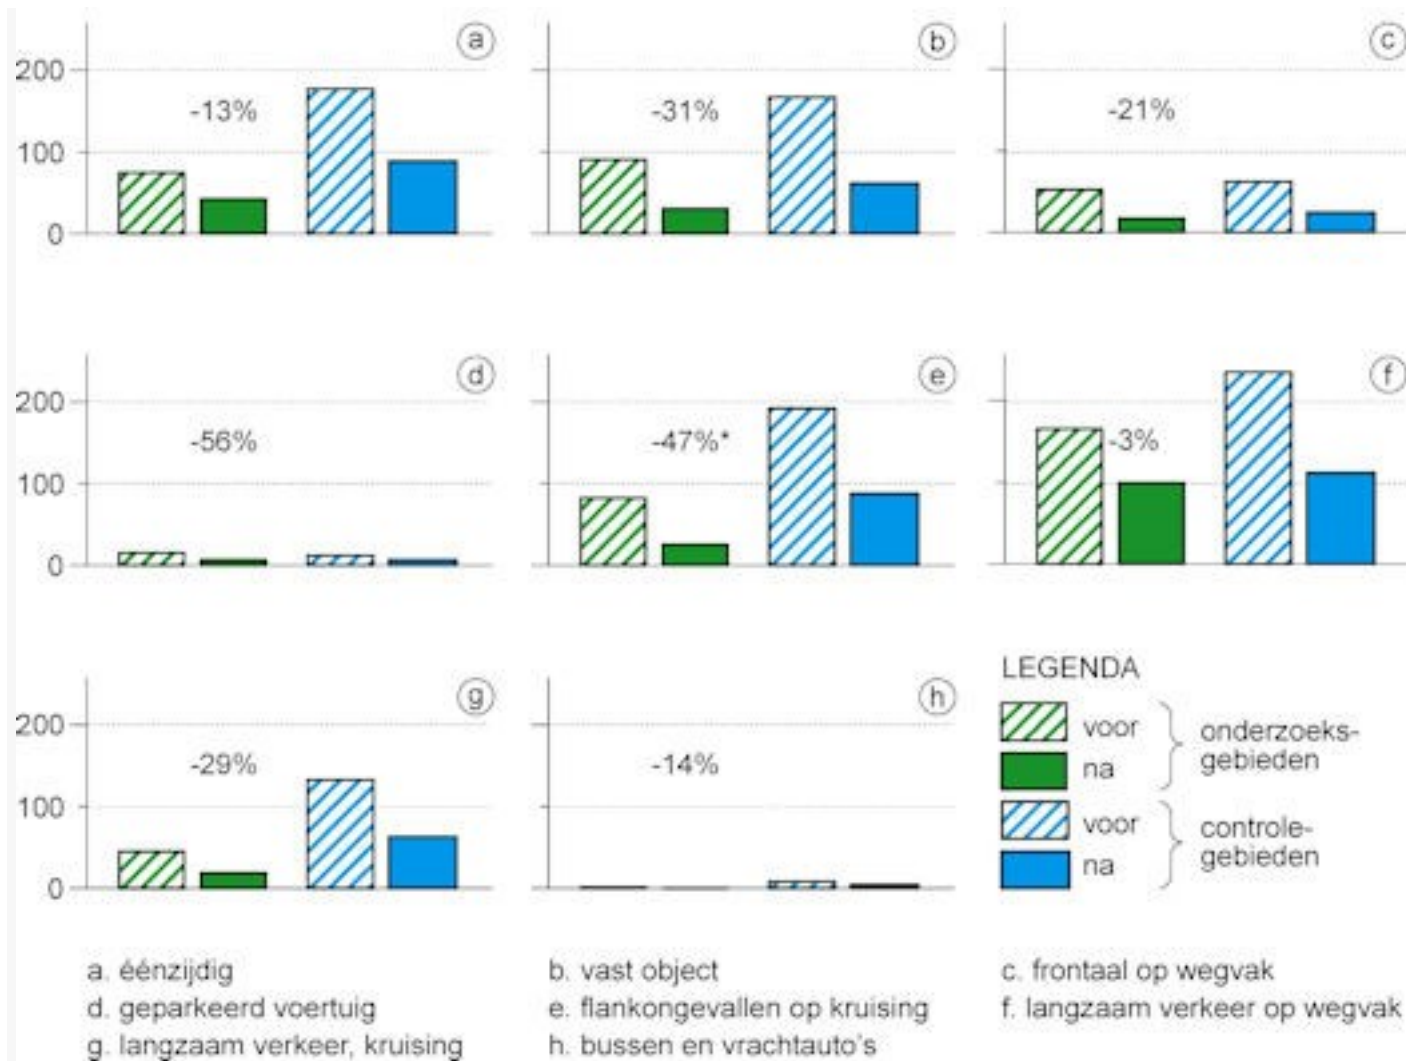 a
b
c
200
100
0
-13%
-31%
-21%
d
e
f
200
100
0
-56%
-47%*
-3%
g
h
200
100
0
-29%
-14%
LEGENDA
voor
na
onderzoeks-
gebieden
voor
na
controle-
gebieden
a. éénzijdig
b. vast object
c. frontaal op wegvak
d. geparkeerd voertuig
e. flankongevallen op kruising
f. langzaam verkeer op wegvak
g. langzaam verkeer, kruising
h. bussen en vrachtauto's